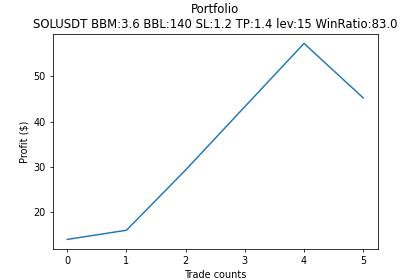 Portfolio
SOLUSDT BBM:3.6 BBL:140 SL:1.2 TP:1.4 lev:15 WinRatio:83.0
Profit ($)
50
40
30
20
0 1 2 3 4 5
Trade counts